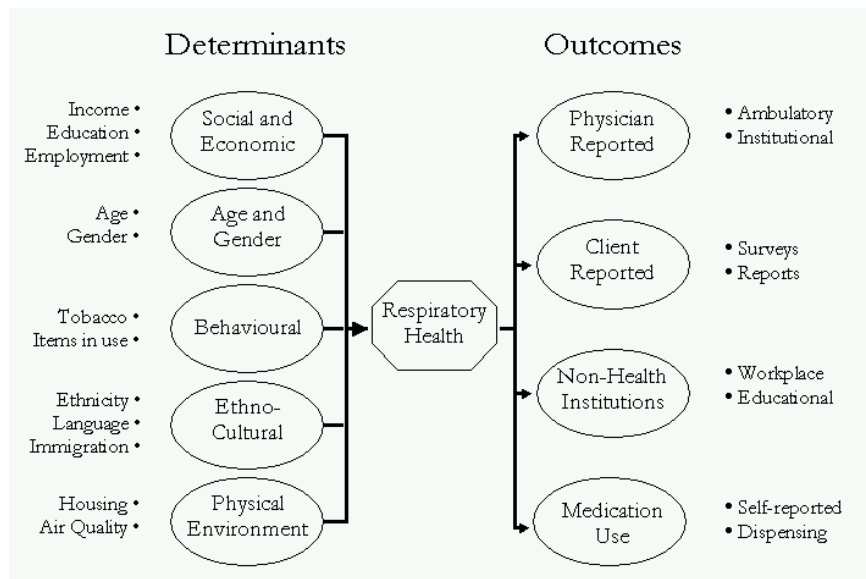 Determinants
Outcomes
Income •
Education •
Employment •
Social and
Economic
Age •
Gender •
Age and
Gender
Tobacco •
Items in use •
Behavioural
Ethnicity •
Language •
Immigration •
Ethno-
Cultural
Housing •
Air Quality •
Physical
Environment
Respiratory
Health
Physician
Reported
• Ambulatory
• Institutional
Client
Reported
• Surveys
• Reports
Non-Health
Institutions
• Workplace
• Educational
Medication
Use
• Self-reported
• Dispensing